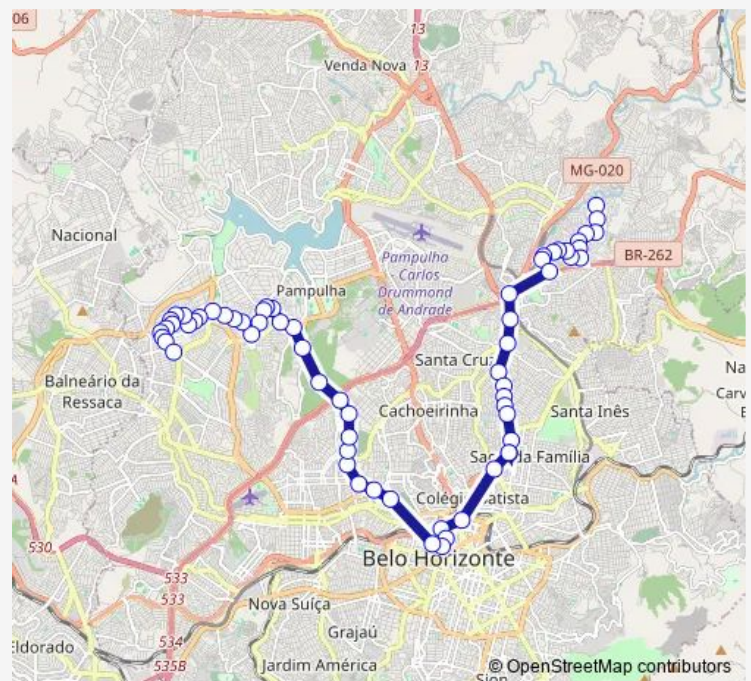 06
13
Venda Nova
13
MG-020
Nacional
Pampulha
- Carlos
Drummond
de Andrade
BR-262
Pampulha
Santa Cruz
Na
Balneário da
Ressaca
Cachoeirinha
Santa Inês
da Família
Batista
530
Belo Horizonte
533
533
Nova Suíça
534
Grajaú
535B
Jardim América
© OpenStreetMap contributors